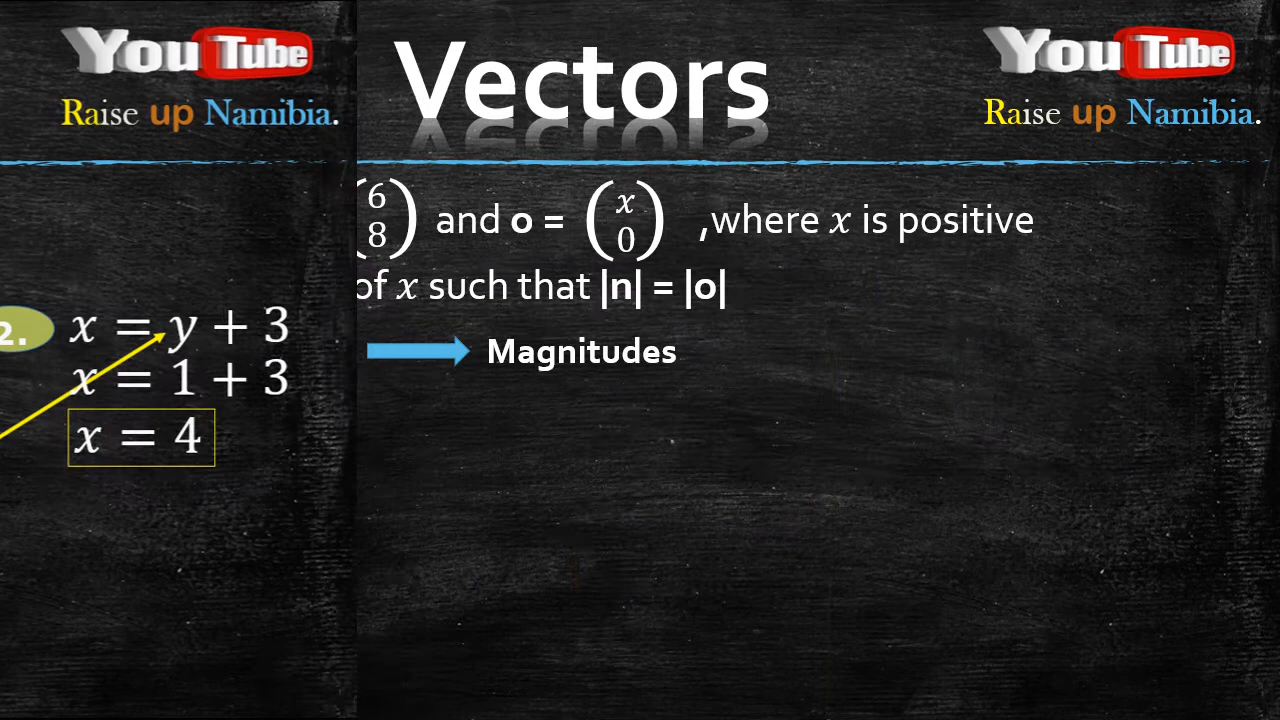 YouTube
Raise up Namibia.
2. x = y + 3
x = 1 + 3
x = 4
Vectors
YouTube
Raise up Namibia.
(6 8) and o = (x 0) ,where x is positive
of x such that |n| = |o|
Magnitudes